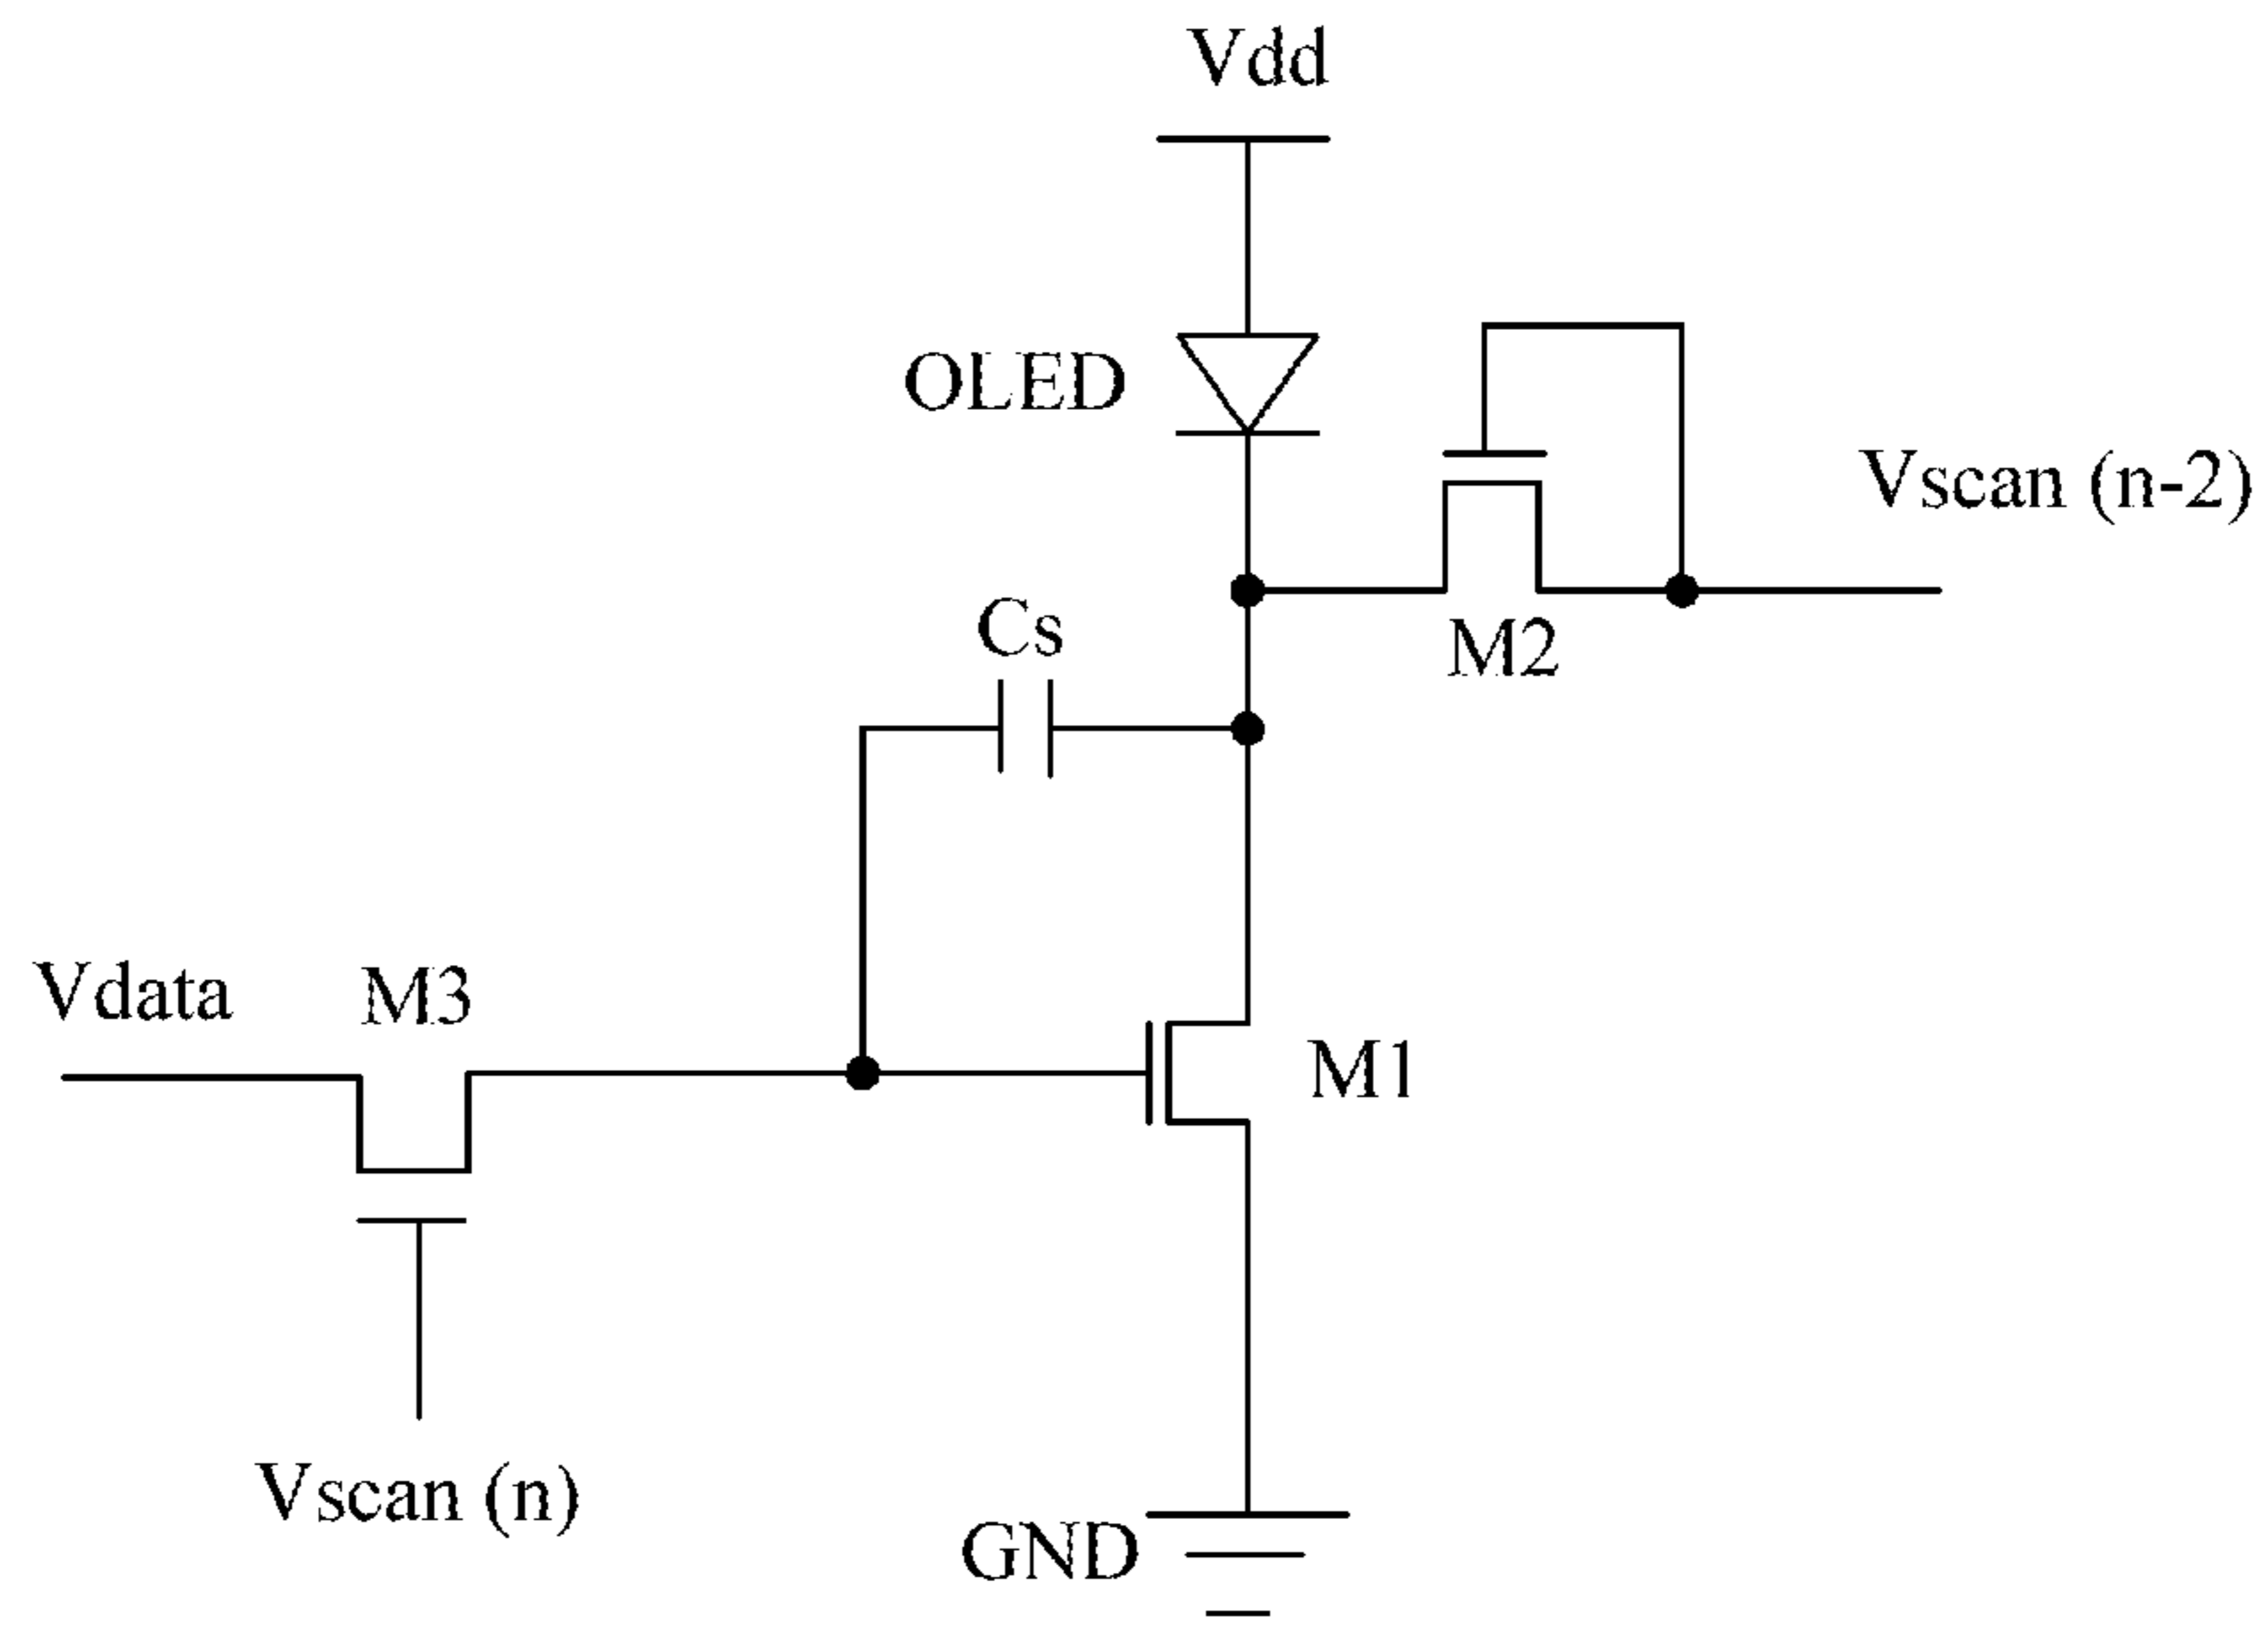 Vdd
OLED
Vscan (n-2)
Cs
M2
Vdata
M3
M1
Vscan (n)
GND